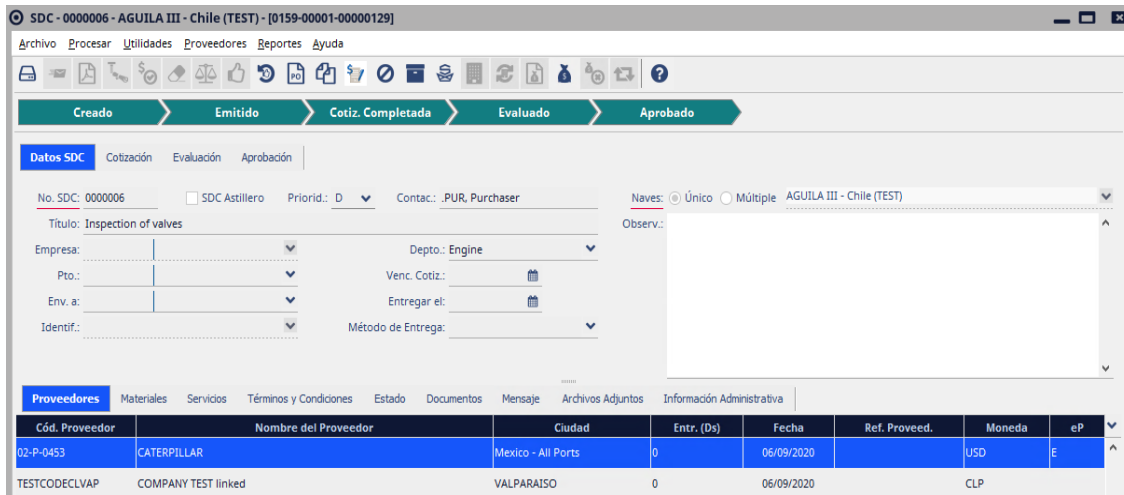 SDC - 0000006 - AGUILA III - Chile (TEST) - [0159-00001-00000129]
Archivo Procesar Utilidades Proveedores Reportes Ayuda
Creado Emitido Cotiz. Completada Evaluado Aprobado
Datos SDC Cotización Evaluación Aprobación
No. SDC: 0000006 SDC Astillero Priorid.: D Contac.: .PUR, Purchaser Naves: Único Múltiple AGUILA III - Chile (TEST)
Título: Inspection of valves Observ.:
Empresa: Depto.: Engine
Pto.: Venc. Cotiz.:
Env. a: Entregar el:
Identif.: Método de Entrega:
Proveedores Materiales Servicios Términos y Condiciones Estado Documentos Mensaje Archivos Adjuntos Información Administrativa
Cód. Proveedor Nombre del Proveedor Ciudad Entr. (Ds) Fecha Ref. Proveed. Moneda eP
02-P-0453 CATERPILLAR Mexico - All Ports 0 06/09/2020 USD E
TESTCODECLVAP COMPANY TEST linked VALPARAISO 0 06/09/2020 CLP